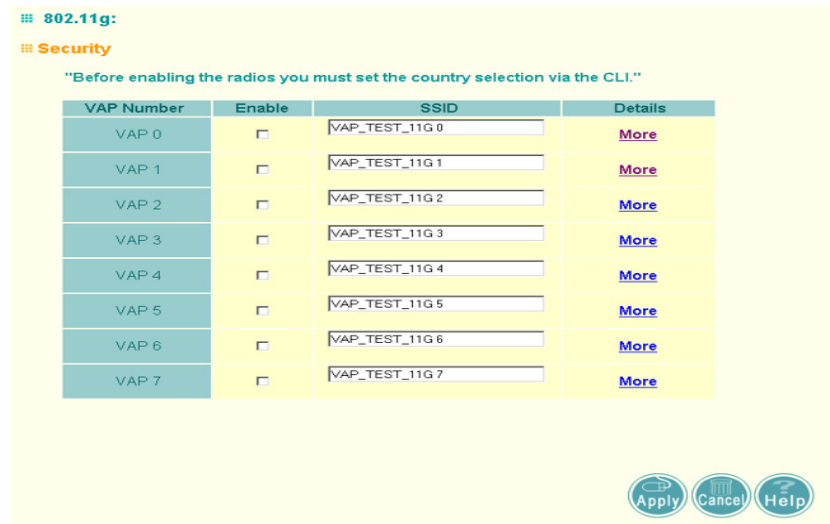 802.11g:
Security
"Before enabling the radios you must set the country selection via the CLI."
VAP Number Enable SSID Details
VAP 0 VAP_TEST_11G 0 More
VAP 1 VAP_TEST_11G 1 More
VAP 2 VAP_TEST_11G 2 More
VAP 3 VAP_TEST_11G 3 More
VAP 4 VAP_TEST_11G 4 More
VAP 5 VAP_TEST_11G 5 More
VAP 6 VAP_TEST_11G 6 More
VAP 7 VAP_TEST_11G 7 More
Apply Cancel Help